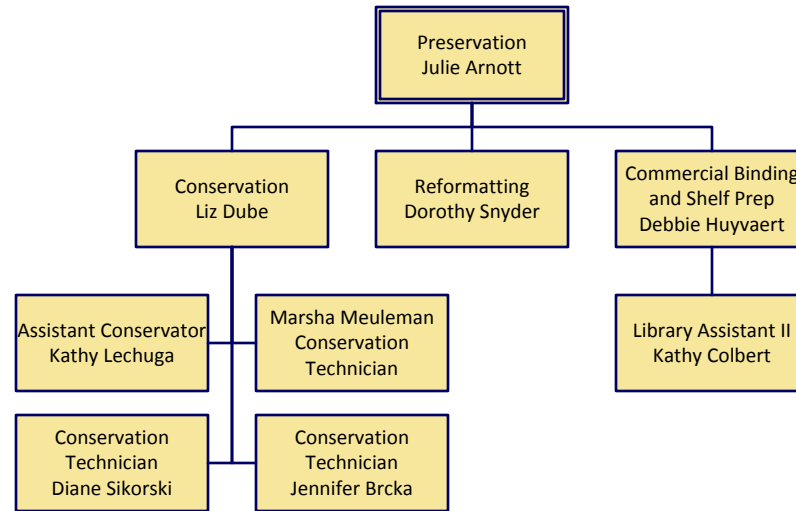 Preservation
Julie Arnott
Conservation
Liz Dube
Reformatting
Dorothy Snyder
Commercial Binding
and Shelf Prep
Debbie Huyvaert
Assistant Conservator
Kathy Lechuga
Marsha Meuleman
Conservation
Technician
Library Assistant II
Kathy Colbert
Conservation
Technician
Diane Sikorski
Conservation
Technician
Jennifer Brcka